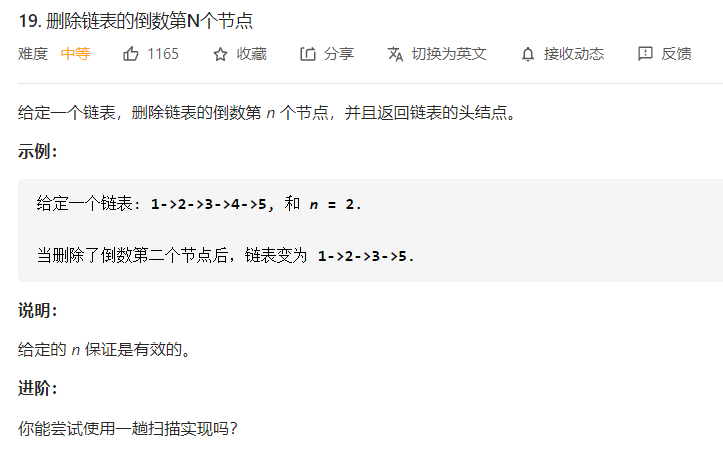 19. 删除链表的倒数第N个节点
难度 中等 1165 收藏 分享 切换为英文 接收动态 反馈
给定一个链表，删除链表的倒数第 n 个节点，并且返回链表的头结点。
示例：
给定一个链表: 1->2->3->4->5, 和 n = 2.
当删除了倒数第二个节点后，链表变为 1->2->3->5.
说明：
给定的 n 保证是有效的。
进阶：
你能尝试使用一趟扫描实现吗？